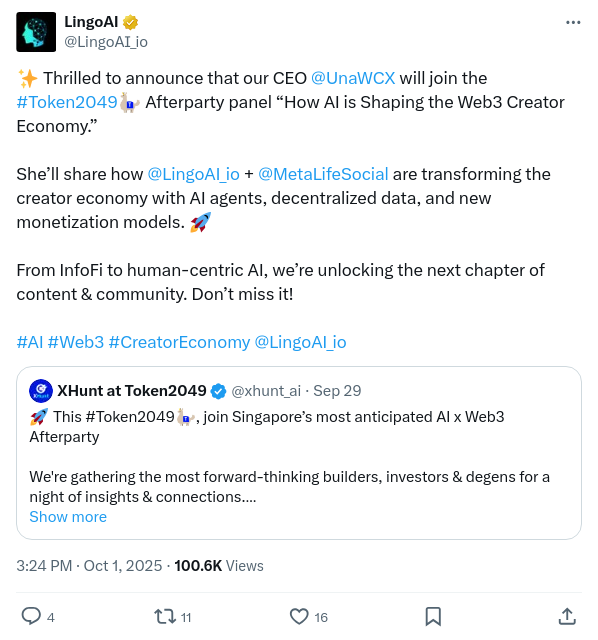 LingoAI
@LingoAI_io
✨ Thrilled to announce that our CEO @UnaWCX will join the
#Token2049 Afterparty panel “How AI is Shaping the Web3 Creator
Economy.”
She’ll share how @LingoAI_io + @MetaLifeSocial are transforming the
creator economy with AI agents, decentralized data, and new
monetization models. 🚀
From InfoFi to human-centric AI, we’re unlocking the next chapter of
content & community. Don’t miss it!
#AI #Web3 #CreatorEconomy @LingoAI_io
XHunt at Token2049 @xhunt_ai · Sep 29
🚀 This #Token2049, join Singapore’s most anticipated AI x Web3
Afterparty
We're gathering the most forward-thinking builders, investors & degens for a
night of insights & connections....
Show more
3:24 PM · Oct 1, 2025 · 100.6K Views
4 11 16